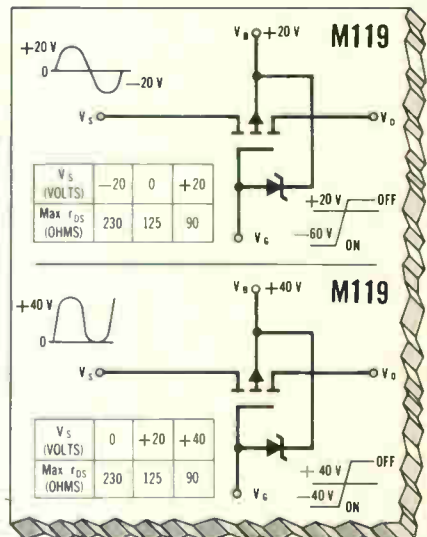 M119
V_B +20 V
+20 V
0
−20 V
V_S
V_D
V_S (VOLTS) −20 0 +20
Max r_DS (OHMS) 230 125 90
+20 V OFF
−60 V ON
V_G
M119
V_B +40 V
+40 V
0
V_S
V_D
V_S (VOLTS) 0 +20 +40
Max r_DS (OHMS) 230 125 90
+40 V OFF
−40 V ON
V_G